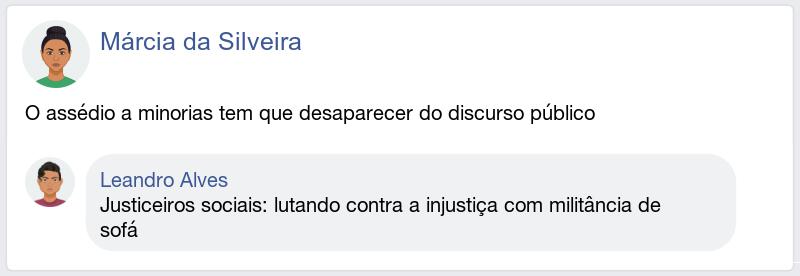 Márcia da Silveira
O assédio a minorias tem que desaparecer do discurso público
Leandro Alves
Justiceiros sociais: lutando contra a injustiça com militância de
sofá